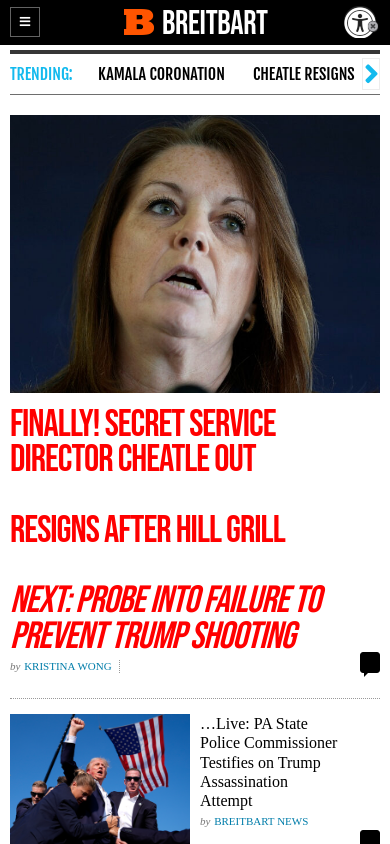 BREITBART
TRENDING:
KAMALA CORONATION
CHEATLE RESIGNS
FINALLY! SECRET SERVICE
DIRECTOR CHEATLE OUT
RESIGNS AFTER HILL GRILL
NEXT: PROBE INTO FAILURE TO
PREVENT TRUMP SHOOTING
by KRISTINA WONG
…Live: PA State
Police Commissioner
Testifies on Trump
Assassination
Attempt
by BREITBART NEWS